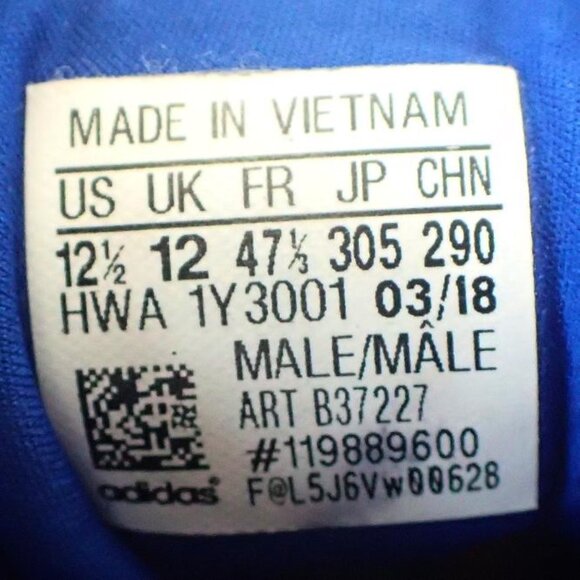 MADE IN VIETNAM
US UK FR JP CHN
12½ 12 47⅓ 305 290
HWA 1Y3001 03/18
MALE/MÂLE
ART B37227
#119889600
adidas®
F@L5J6Vw00628